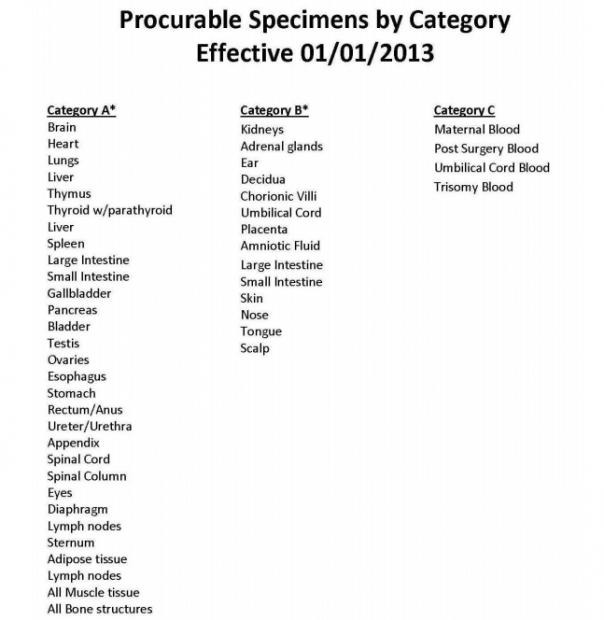 Procurable Specimens by Category
Effective 01/01/2013
Category A*
Brain
Heart
Lungs
Liver
Thymus
Thyroid w/parathyroid
Liver
Spleen
Large Intestine
Small Intestine
Gallbladder
Pancreas
Bladder
Testis
Ovaries
Esophagus
Stomach
Rectum/Anus
Ureter/Urethra
Appendix
Spinal Cord
Spinal Column
Eyes
Diaphragm
Lymph nodes
Sternum
Adipose tissue
Lymph nodes
All Muscle tissue
All Bone structures
Category B*
Kidneys
Adrenal glands
Ear
Decidua
Chorionic Villi
Umbilical Cord
Placenta
Amniotic Fluid
Large Intestine
Small Intestine
Skin
Nose
Tongue
Scalp
Category C
Maternal Blood
Post Surgery Blood
Umbilical Cord Blood
Trisomy Blood